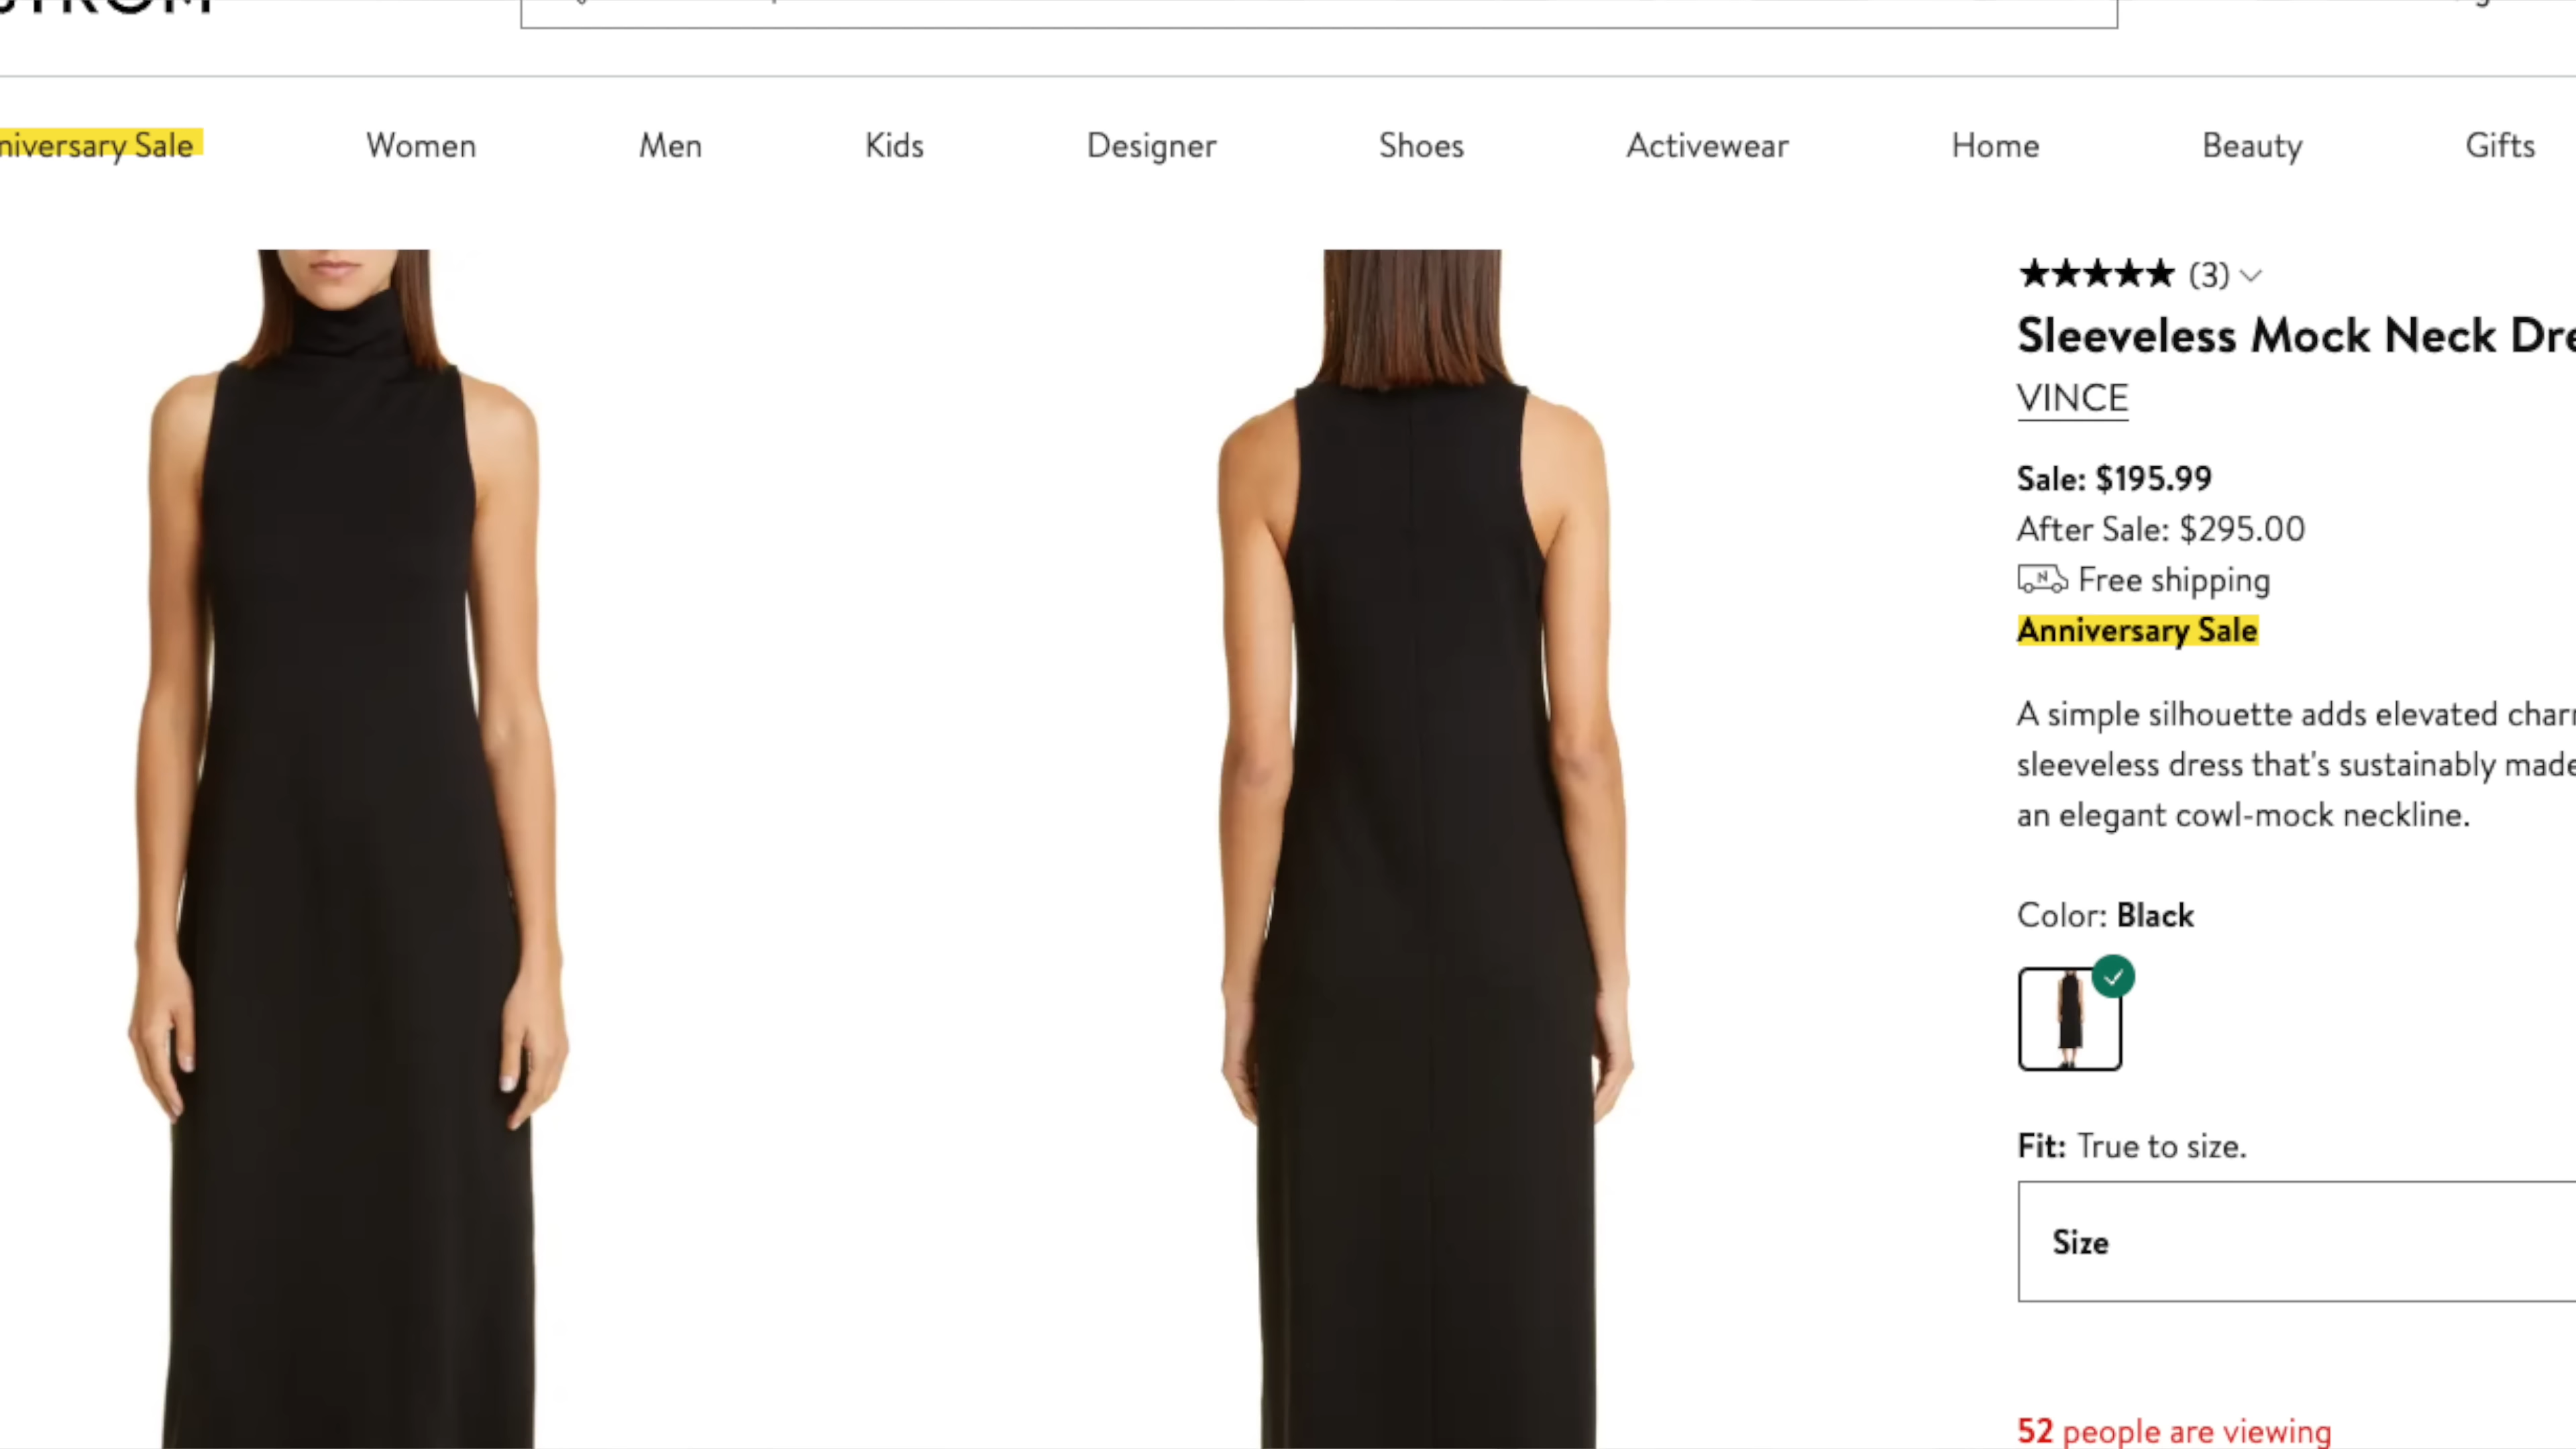 niversary Sale Women Men Kids Designer Shoes Activewear Home Beauty Gifts
(3)
Sleeveless Mock Neck Dre
VINCE
Sale: $195.99
After Sale: $295.00
N Free shipping
Anniversary Sale
A simple silhouette adds elevated char
sleeveless dress that's sustainably made
an elegant cowl-mock neckline.
Color: Black
Fit: True to size.
Size
52 people are viewing